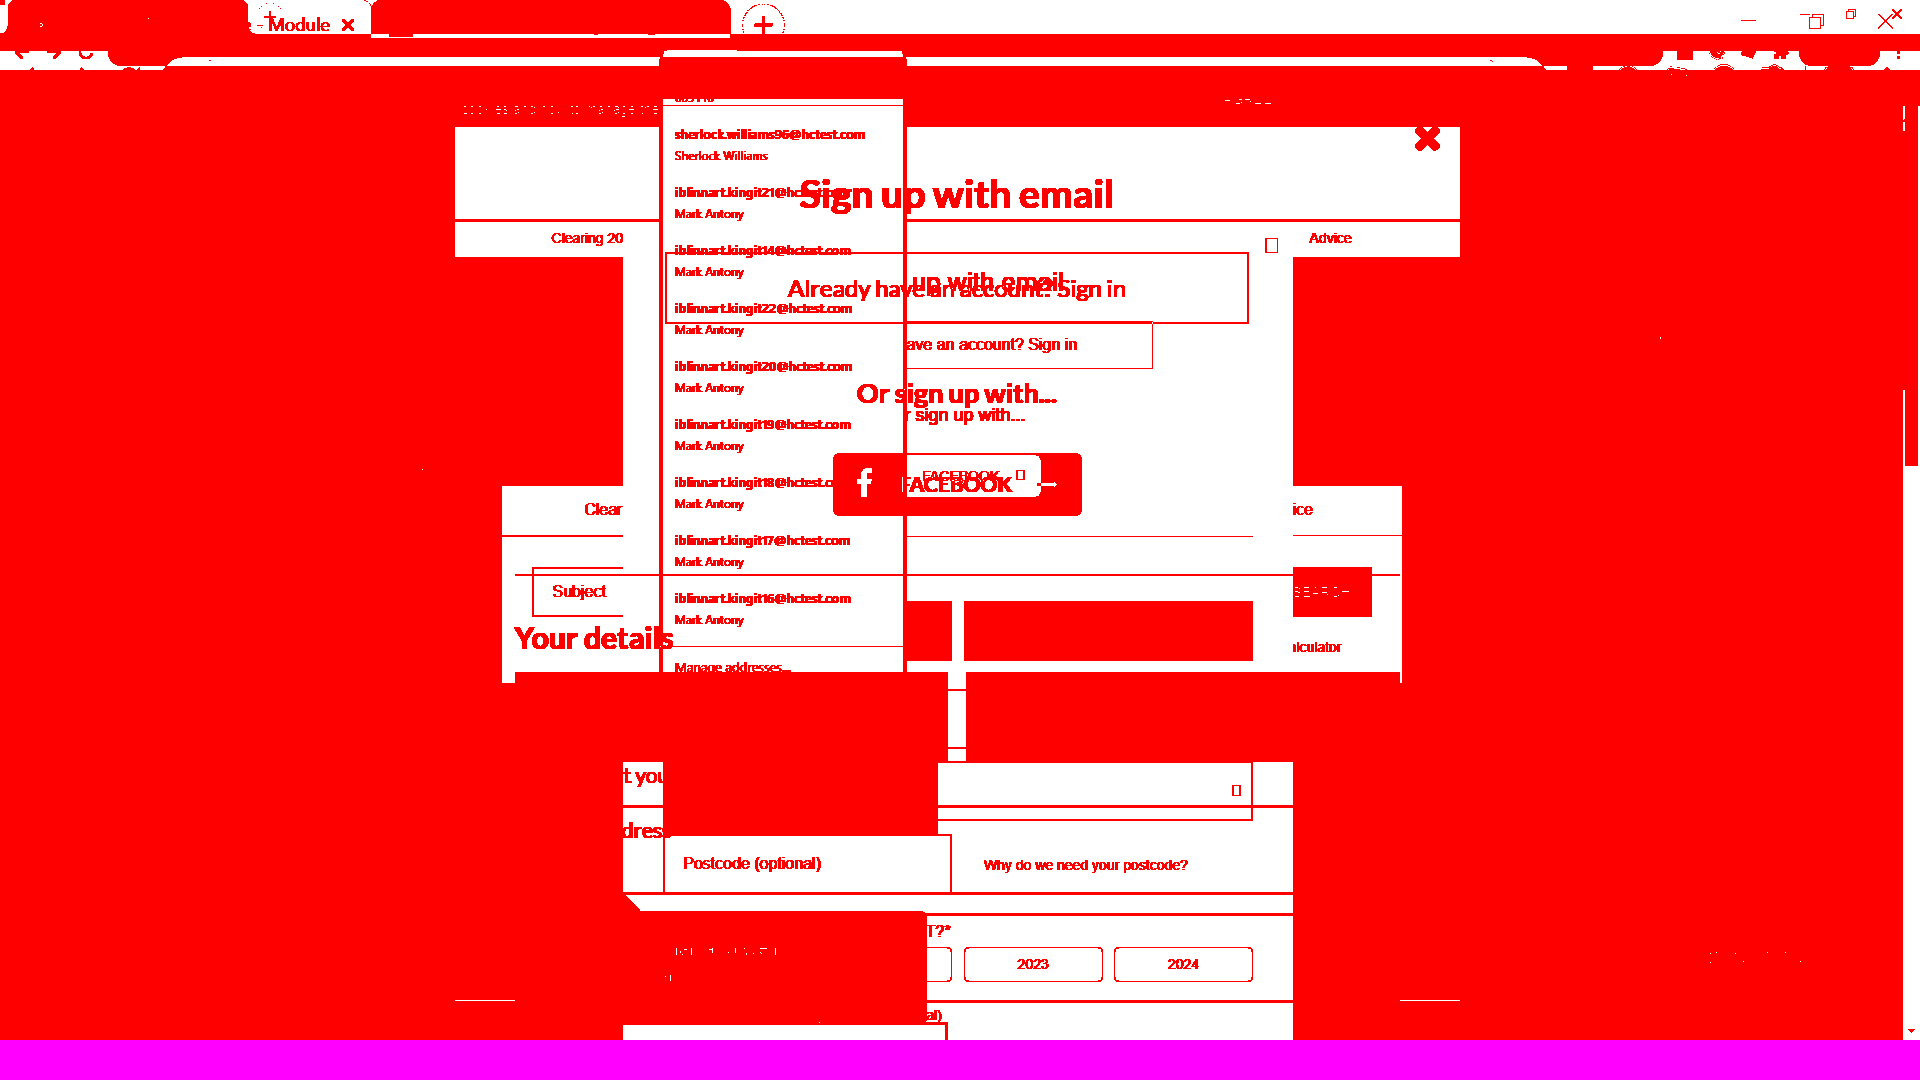 Module
sherlock.williams96@hctest.com
Sherlock Williams
Sign up with email
iblinnart.kingit21@hctest.com
Mark Antony
Clearing 20
Advice
iblinnart.kingit14@hctest.com
Mark Antony
up with email
Already have an account? Sign in
iblinnart.kingit22@hctest.com
Mark Antony
ave an account? Sign in
iblinnart.kingit20@hctest.com
Mark Antony
Or sign up with...
r sign up with...
iblinnart.kingit19@hctest.com
Mark Antony
FACEBOOK
FACEBOOK
iblinnart.kingit18@hctest.co
Mark Antony
Clear
ice
iblinnart.kingit17@hctest.com
Mark Antony
Subject
SEARCH
iblinnart.kingit16@hctest.com
Mark Antony
Your details
lculator
Manage addresses...
t you
dress
Postcode (optional)
Why do we need your postcode?
T?*
2023
2024
al)